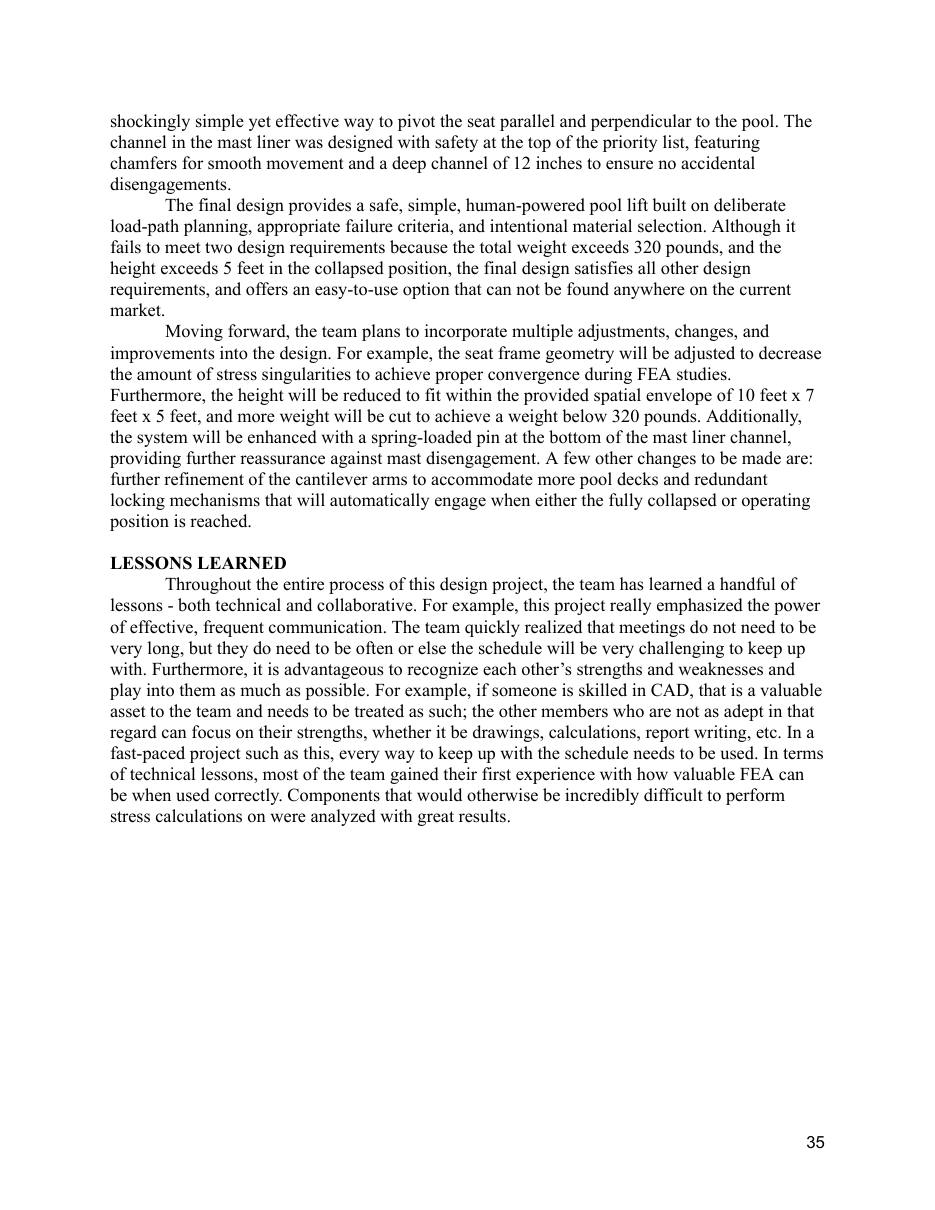 shockingly simple yet effective way to pivot the seat parallel and perpendicular to the pool. The
channel in the mast liner was designed with safety at the top of the priority list, featuring
chamfers for smooth movement and a deep channel of 12 inches to ensure no accidental
disengagements.
The final design provides a safe, simple, human-powered pool lift built on deliberate
load-path planning, appropriate failure criteria, and intentional material selection. Although it
fails to meet two design requirements because the total weight exceeds 320 pounds, and the
height exceeds 5 feet in the collapsed position, the final design satisfies all other design
requirements, and offers an easy-to-use option that can not be found anywhere on the current
market.
Moving forward, the team plans to incorporate multiple adjustments, changes, and
improvements into the design. For example, the seat frame geometry will be adjusted to decrease
the amount of stress singularities to achieve proper convergence during FEA studies.
Furthermore, the height will be reduced to fit within the provided spatial envelope of 10 feet x 7
feet x 5 feet, and more weight will be cut to achieve a weight below 320 pounds. Additionally,
the system will be enhanced with a spring-loaded pin at the bottom of the mast liner channel,
providing further reassurance against mast disengagement. A few other changes to be made are:
further refinement of the cantilever arms to accommodate more pool decks and redundant
locking mechanisms that will automatically engage when either the fully collapsed or operating
position is reached.
LESSONS LEARNED
Throughout the entire process of this design project, the team has learned a handful of
lessons - both technical and collaborative. For example, this project really emphasized the power
of effective, frequent communication. The team quickly realized that meetings do not need to be
very long, but they do need to be often or else the schedule will be very challenging to keep up
with. Furthermore, it is advantageous to recognize each other’s strengths and weaknesses and
play into them as much as possible. For example, if someone is skilled in CAD, that is a valuable
asset to the team and needs to be treated as such; the other members who are not as adept in that
regard can focus on their strengths, whether it be drawings, calculations, report writing, etc. In a
fast-paced project such as this, every way to keep up with the schedule needs to be used. In terms
of technical lessons, most of the team gained their first experience with how valuable FEA can
be when used correctly. Components that would otherwise be incredibly difficult to perform
stress calculations on were analyzed with great results.
35